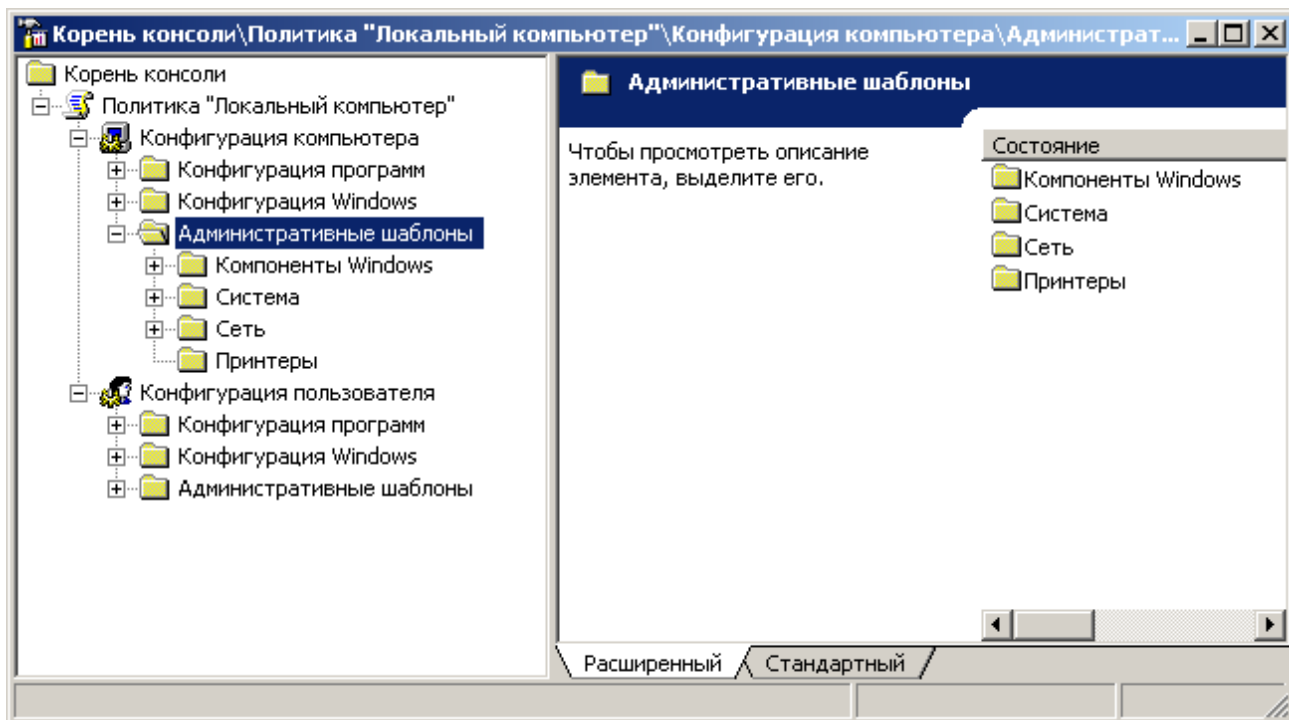 Корень консоли\Политика "Локальный компьютер"\Конфигурация компьютера\Администрат...
Корень консоли
Политика "Локальный компьютер"
Конфигурация компьютера
Конфигурация программ
Конфигурация Windows
Административные шаблоны
Компоненты Windows
Система
Сеть
Принтеры
Конфигурация пользователя
Конфигурация программ
Конфигурация Windows
Административные шаблоны
Административные шаблоны
Чтобы просмотреть описание
элемента, выделите его.
Состояние
Компоненты Windows
Система
Сеть
Принтеры
Расширенный
Стандартный